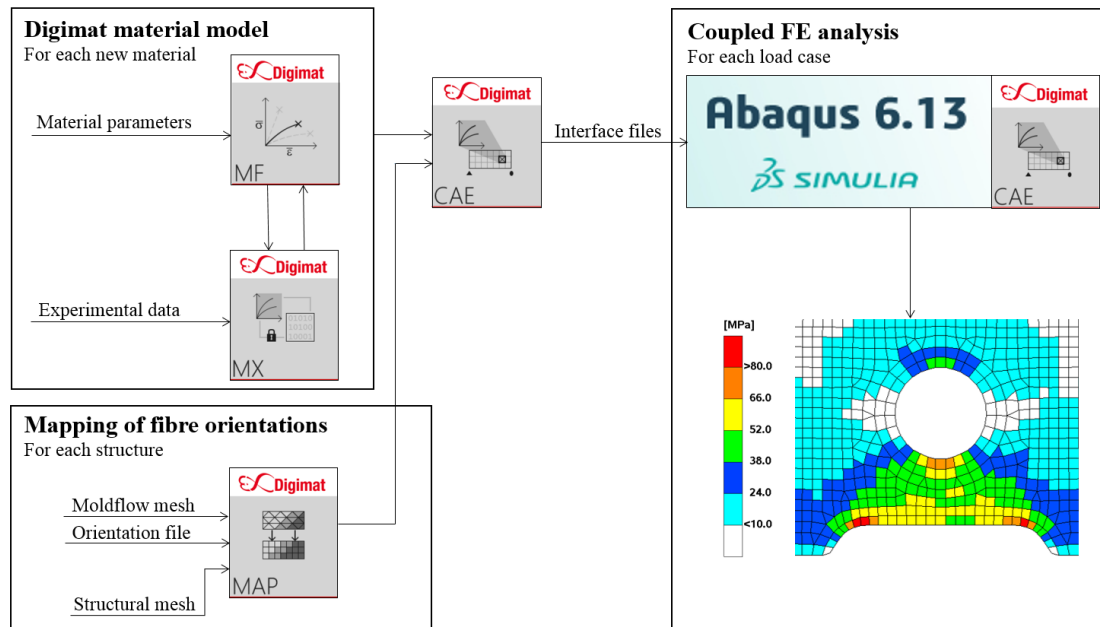 Digimat material model
For each new material
Digimat
Material parameters
σ
ε
MF
Digimat
Experimental data
01010
10100
10001
MX
Mapping of fibre orientations
For each structure
Digimat
Moldflow mesh
Orientation file
Structural mesh
MAP
Digimat
CAE
Interface files
Coupled FE analysis
For each load case
Abaqus 6.13
SIMULIA
Digimat
CAE
[MPa]
>80.0
66.0
52.0
38.0
24.0
<10.0